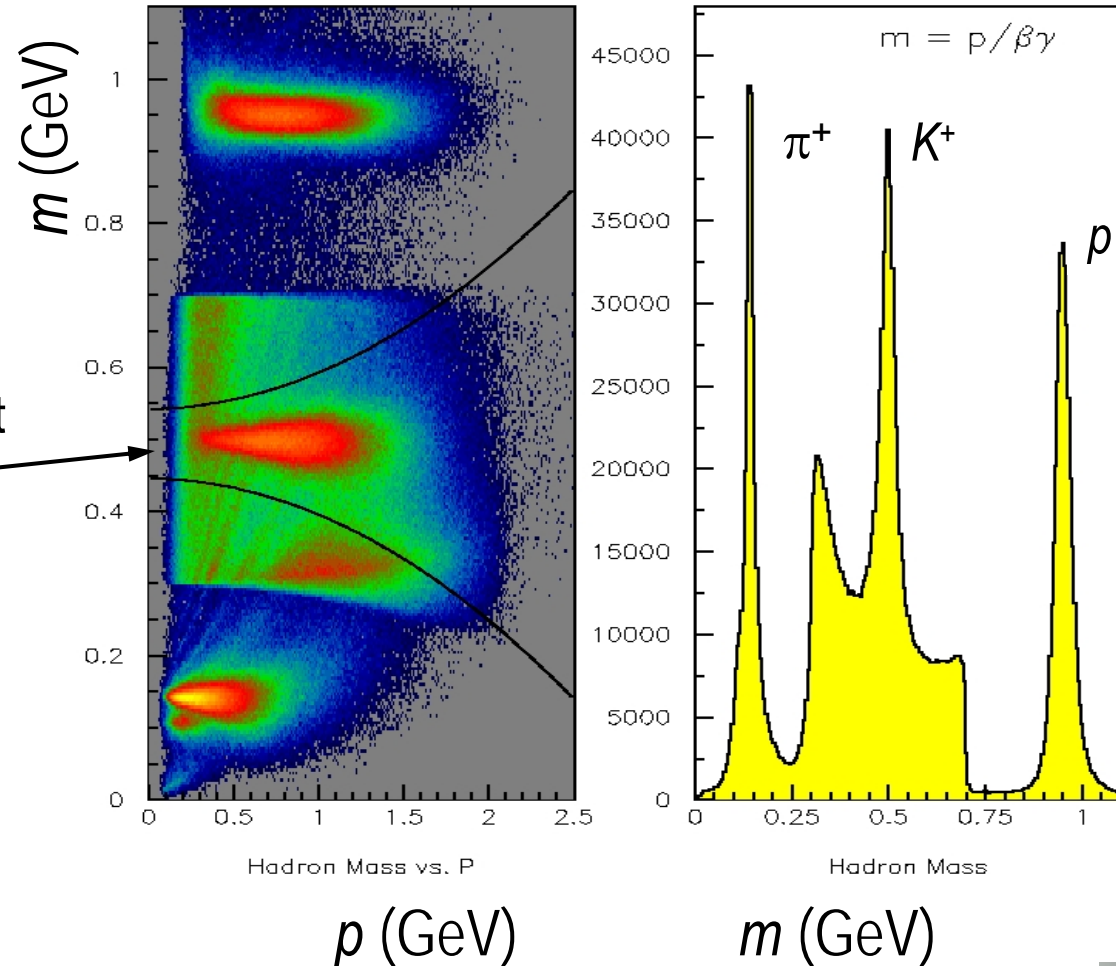 m (GeV)
1
0.8
0.6
0.4
0.2
0
0
0.5
1
1.5
2
2.5
Hadron Mass vs. P
p (GeV)
t
45000
40000
35000
30000
25000
20000
15000
10000
5000
0
m = p/βγ
π+
K+
p
0
0.25
0.5
0.75
1
Hadron Mass
m (GeV)